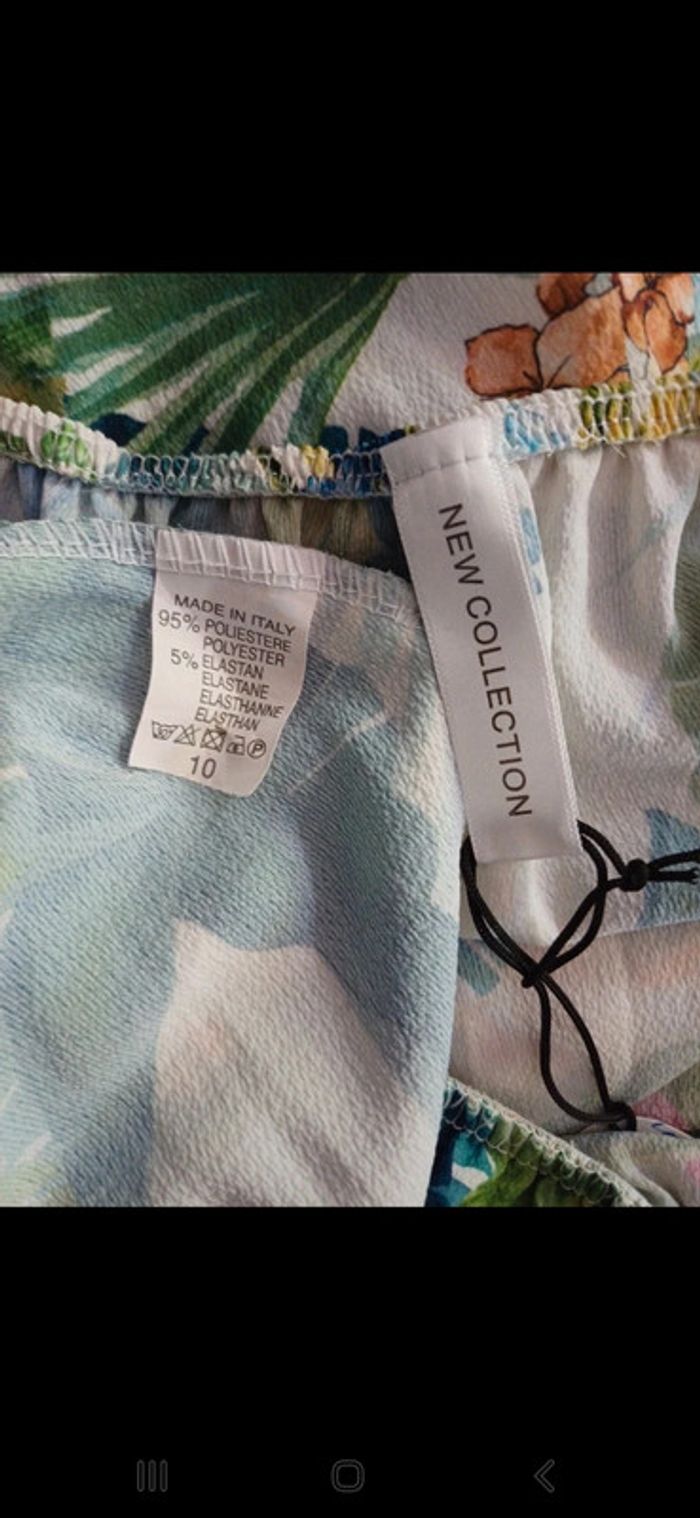 MADE IN ITALY
95% POLIESTERE
POLYESTER
5% ELASTAN
ELASTANE
ELASTHANNE
ELASTHAN
P
10
NEW COLLECTION